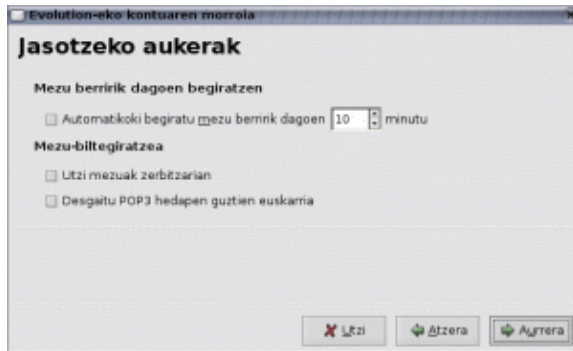 Evolution-eko kontuaren morroia
Jasotzeko aukerak
Mezu berririk dagoen begiratzen
Automatikoki begiratu mezu berririk dagoen 10 minutu
Mezu-biltegiratzea
Utzi mezuak zerbitzarian
Desgaitu POP3 hedapen guztien euskarria
Utzi Atzera Aurrera